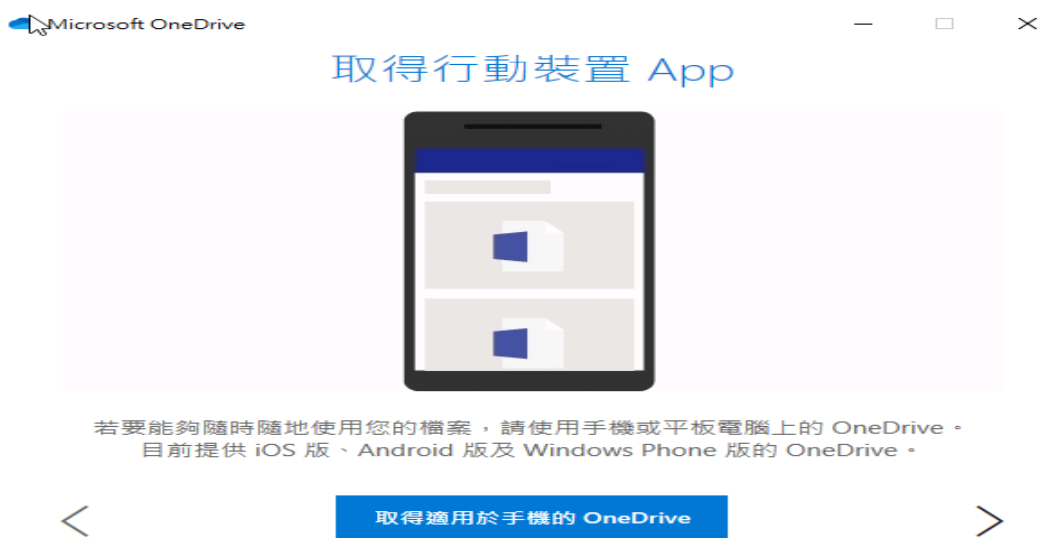 Microsoft OneDrive
取得行動裝置 App
若要能夠隨時隨地使用您的檔案，請使用手機或平板電腦上的 OneDrive。
目前提供 iOS 版、Android 版及 Windows Phone 版的 OneDrive。
取得適用於手機的 OneDrive